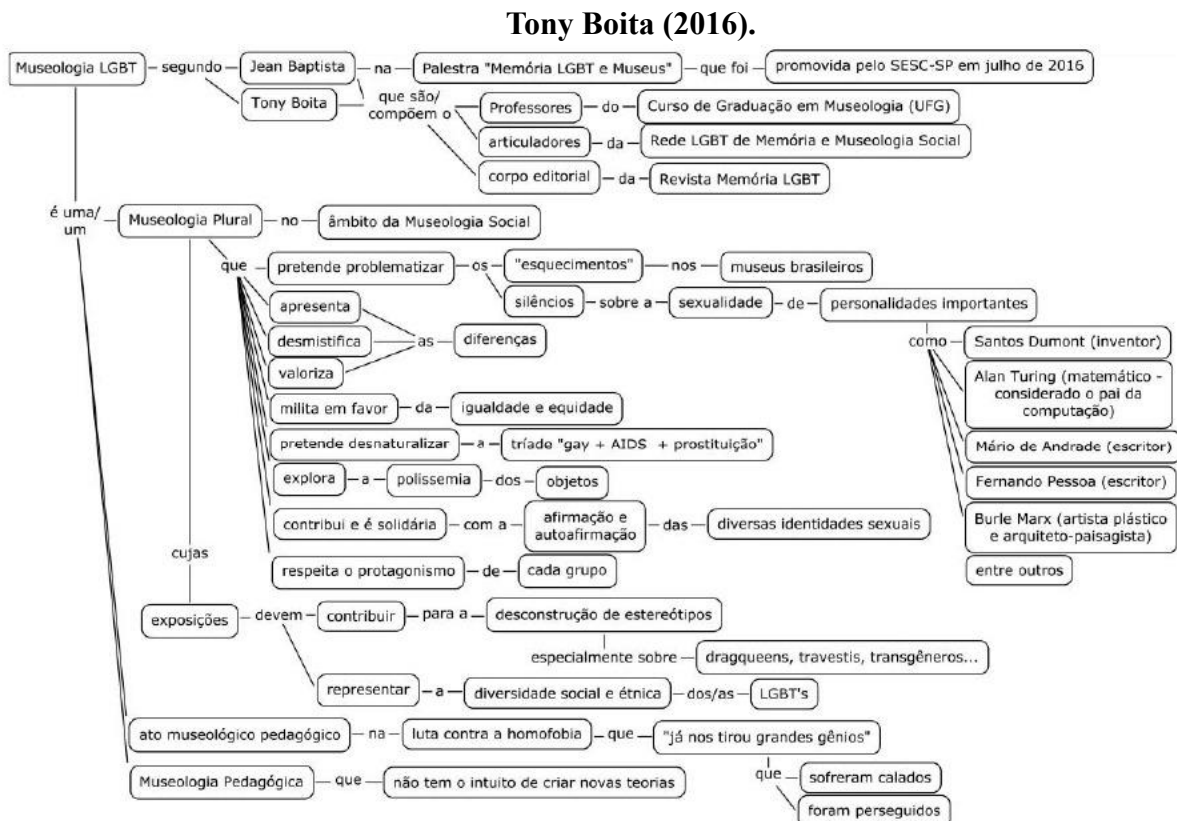 Tony Boita (2016).
Museologia LGBT segundo Jean Baptista na Palestra "Memória LGBT e Museus" que foi promovida pelo SESC-SP em julho de 2016
Tony Boita que são/
compõem o
Professores do Curso de Graduação em Museologia (UFG)
articuladores da Rede LGBT de Memória e Museologia Social
corpo editorial da Revista Memória LGBT
é uma/
um
Museologia Plural no âmbito da Museologia Social
que pretende problematizar os "esquecimentos" nos museus brasileiros
silêncios sobre a sexualidade de personalidades importantes
apresenta
desmistifica as diferenças
valoriza
como Santos Dumont (inventor)
Alan Turing (matemático -
considerado o pai da
computação)
Mário de Andrade (escritor)
Fernando Pessoa (escritor)
Burle Marx (artista plástico
e arquiteto-paisagista)
entre outros
milita em favor da igualdade e equidade
pretende desnaturalizar a tríade "gay + AIDS + prostituição"
explora a polissemia dos objetos
contribui e é solidária com a afirmação e
autoafirmação das diversas identidades sexuais
respeita o protagonismo de cada grupo
cujas
exposições devem contribuir para a desconstrução de estereótipos
especialmente sobre dragqueens, travestis, transgêneros...
representar a diversidade social e étnica dos/as LGBT's
ato museológico pedagógico na luta contra a homofobia que "já nos tirou grandes gênios"
que sofreram calados
foram perseguidos
Museologia Pedagógica que não tem o intuito de criar novas teorias